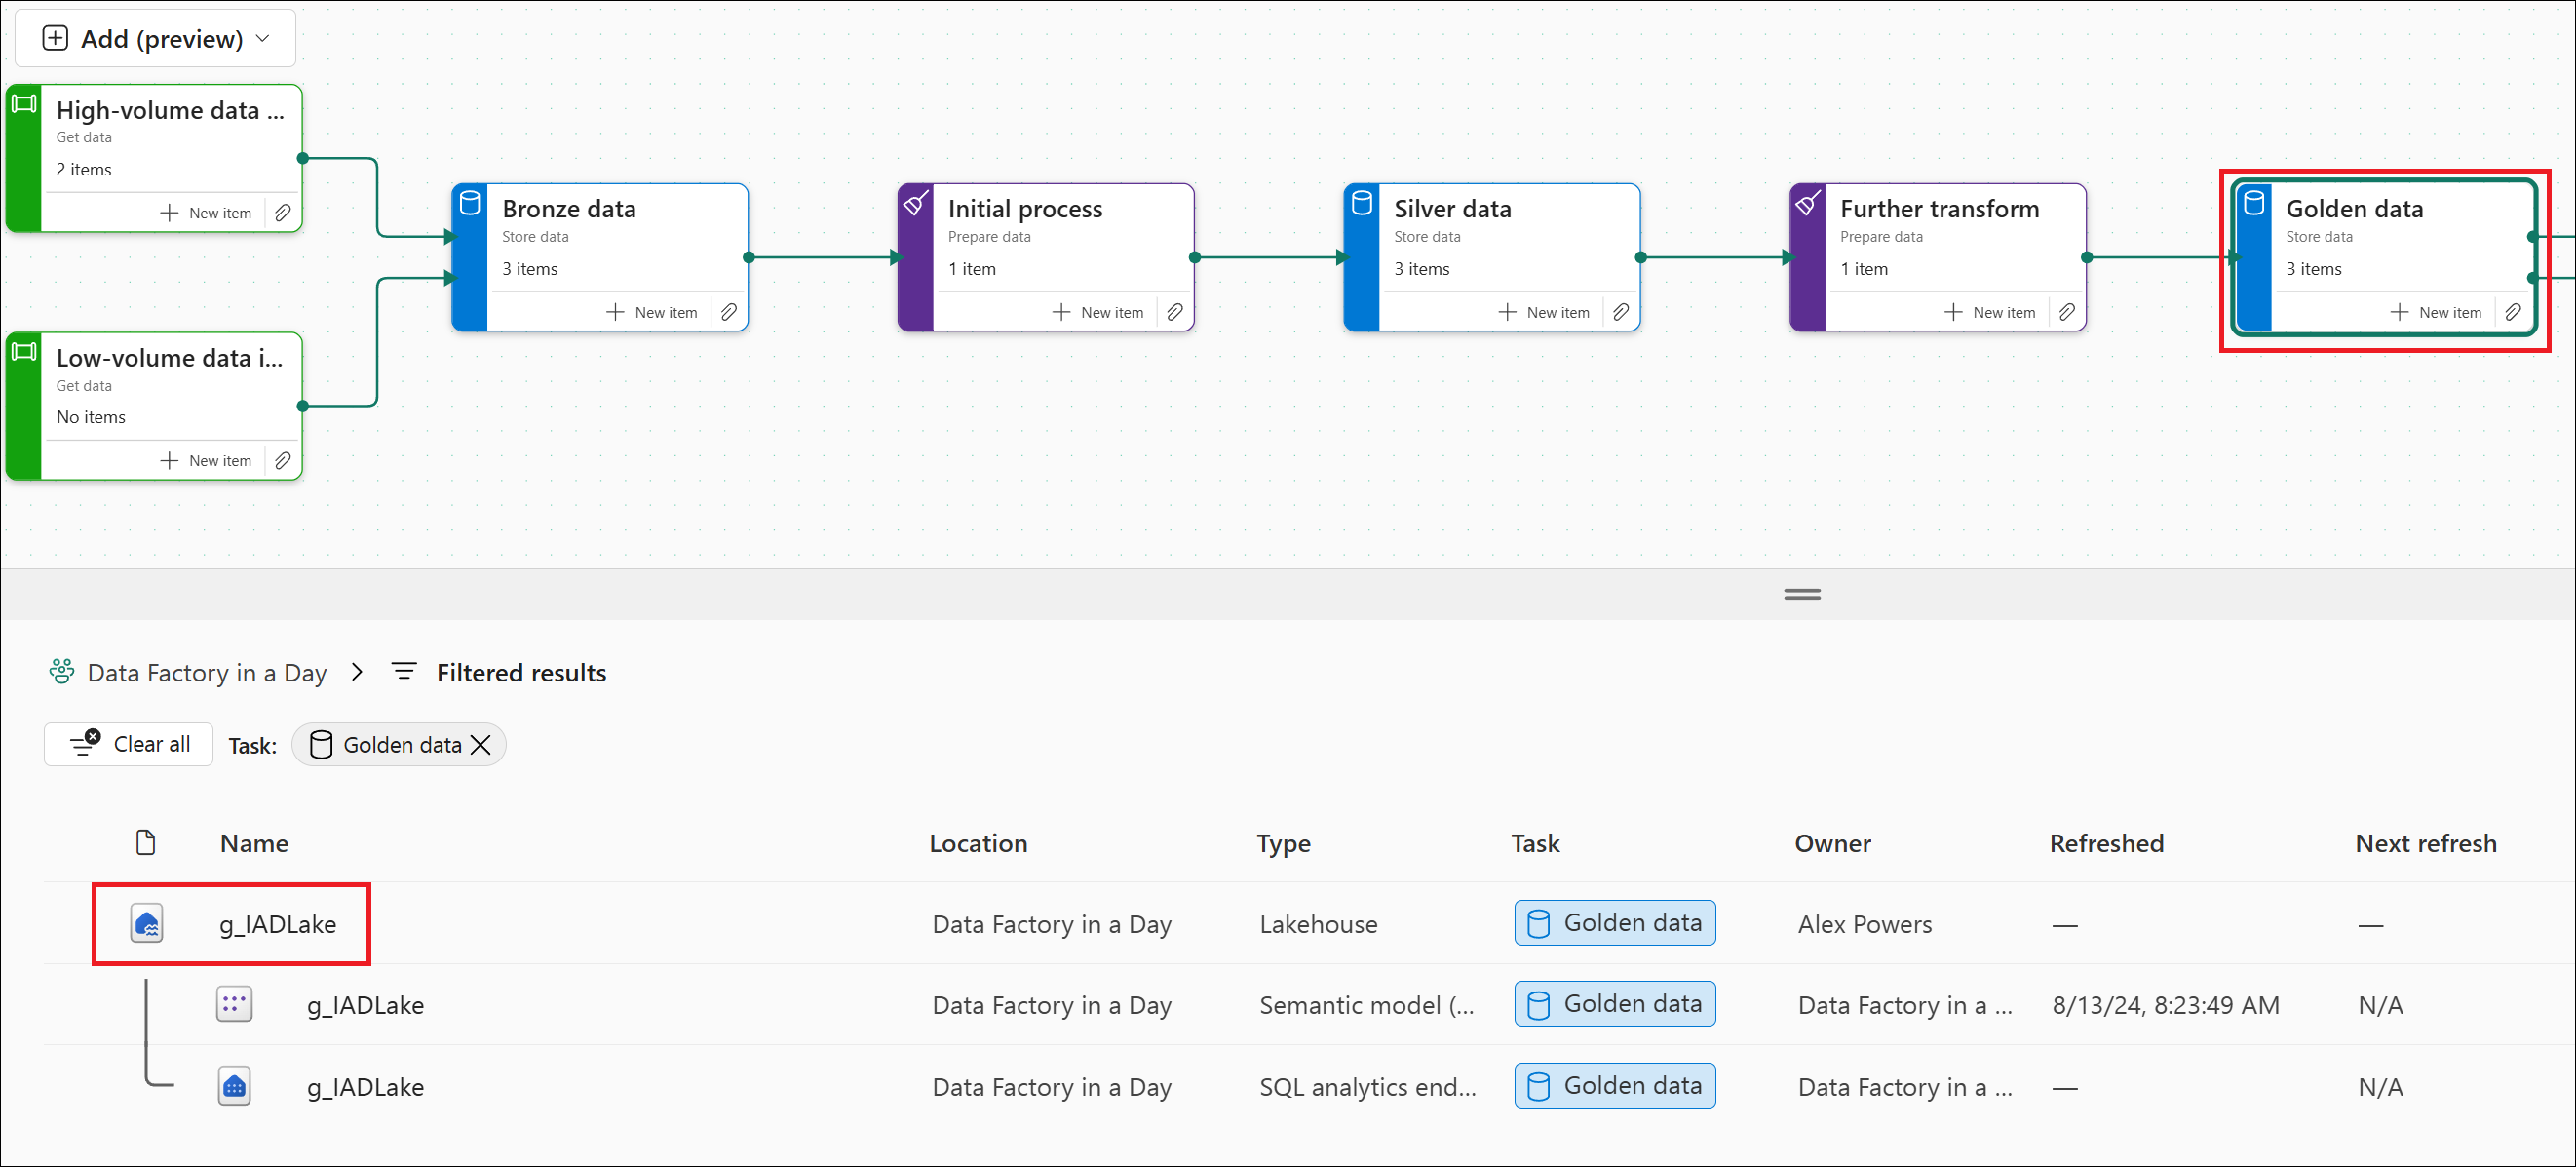 Add (preview)
High-volume data ...
Get data
2 items
New item
Low-volume data i...
Get data
No items
New item
Bronze data
Store data
3 items
New item
Initial process
Prepare data
1 item
New item
Silver data
Store data
3 items
New item
Further transform
Prepare data
1 item
New item
Golden data
Store data
3 items
New item
Data Factory in a Day > Filtered results
Clear all Task: Golden data
Name Location Type Task Owner Refreshed Next refresh
g_IADLake Data Factory in a Day Lakehouse Golden data Alex Powers — —
g_IADLake Data Factory in a Day Semantic model (... Golden data Data Factory in a ... 8/13/24, 8:23:49 AM N/A
g_IADLake Data Factory in a Day SQL analytics end... Golden data Data Factory in a ... — N/A